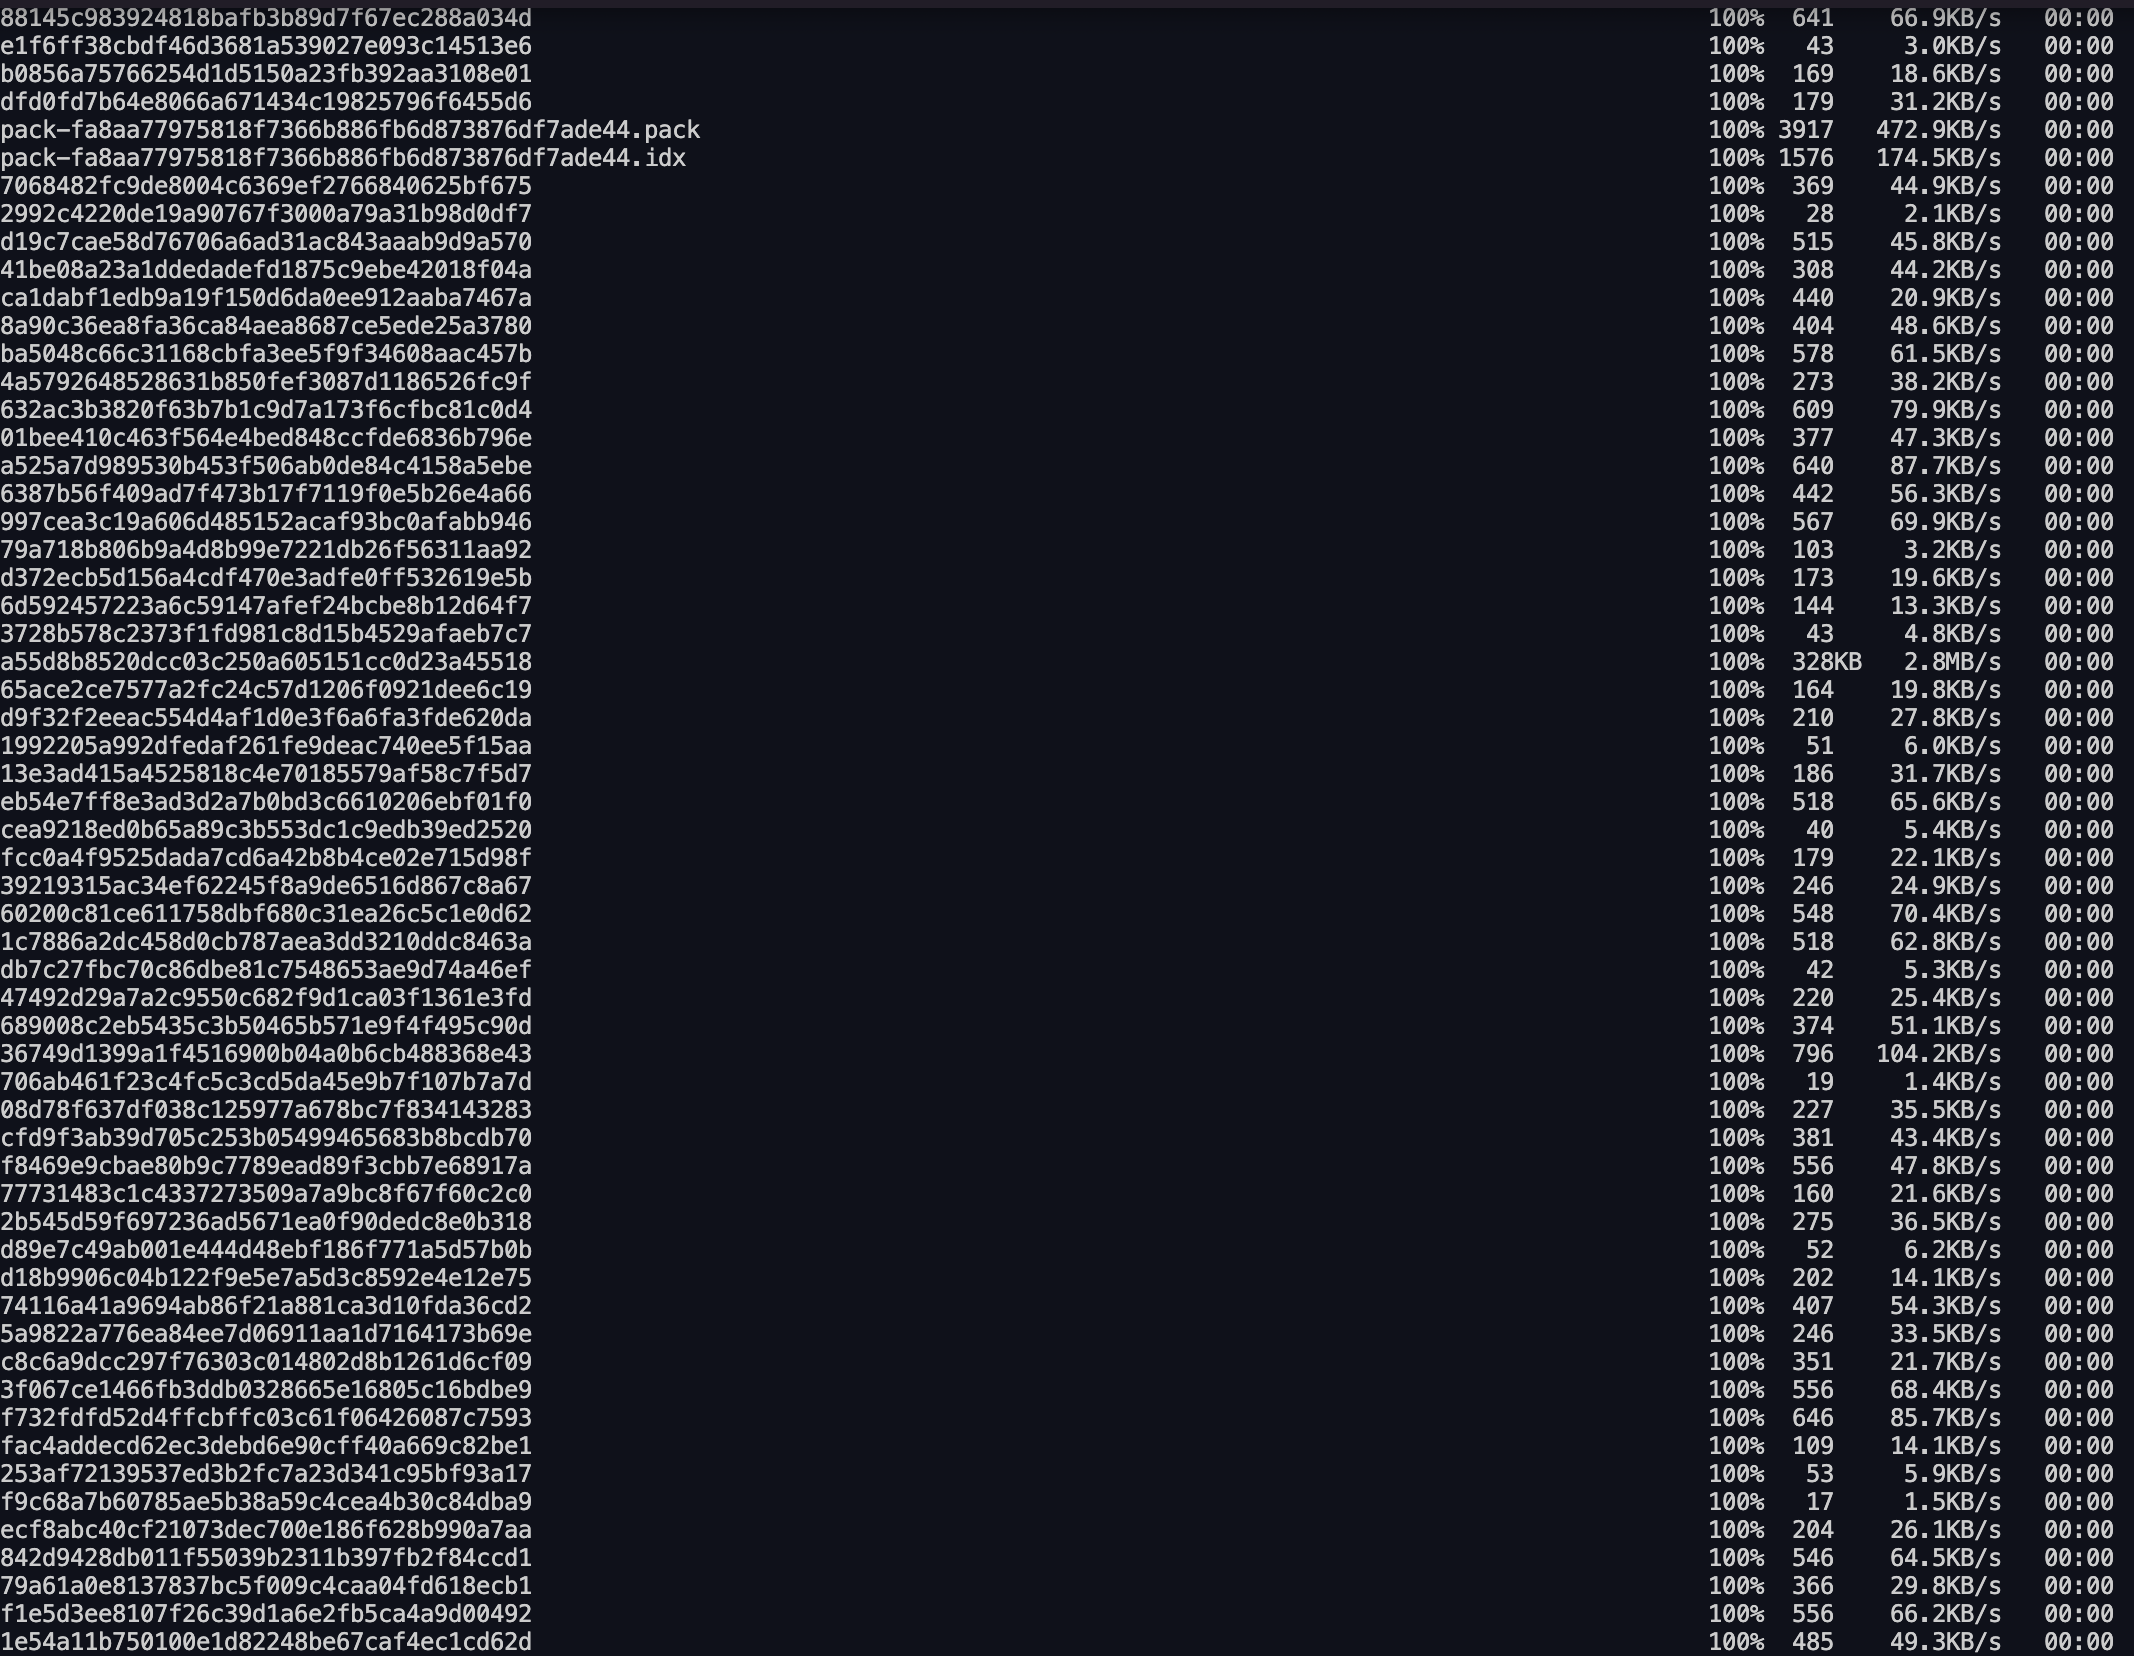 88145c983924818bafb3b89d7f67ec288a034d 100% 641 66.9KB/s 00:00
e1f6ff38cbdf46d3681a539027e093c14513e6 100% 43 3.0KB/s 00:00
b0856a75766254d1d5150a23fb392aa3108e01 100% 169 18.6KB/s 00:00
dfd0fd7b64e8066a671434c19825796f6455d6 100% 179 31.2KB/s 00:00
pack-fa8aa77975818f7366b886fb6d873876df7ade44.pack 100% 3917 472.9KB/s 00:00
pack-fa8aa77975818f7366b886fb6d873876df7ade44.idx 100% 1576 174.5KB/s 00:00
7068482fc9de8004c6369ef2766840625bf675 100% 369 44.9KB/s 00:00
2992c4220de19a90767f3000a79a31b98d0df7 100% 28 2.1KB/s 00:00
d19c7cae58d76706a6ad31ac843aaab9d9a570 100% 515 45.8KB/s 00:00
41be08a23a1ddedadefd1875c9ebe42018f04a 100% 308 44.2KB/s 00:00
ca1dabf1edb9a19f150d6da0ee912aaba7467a 100% 440 20.9KB/s 00:00
8a90c36ea8fa36ca84aea8687ce5ede25a3780 100% 404 48.6KB/s 00:00
ba5048c66c31168cbfa3ee5f9f34608aac457b 100% 578 61.5KB/s 00:00
4a5792648528631b850fef3087d1186526fc9f 100% 273 38.2KB/s 00:00
632ac3b3820f63b7b1c9d7a173f6cfbc81c0d4 100% 609 79.9KB/s 00:00
01bee410c463f564e4bed848ccfde6836b796e 100% 377 47.3KB/s 00:00
a525a7d989530b453f506ab0de84c4158a5ebe 100% 640 87.7KB/s 00:00
6387b56f409ad7f473b17f7119f0e5b26e4a66 100% 442 56.3KB/s 00:00
997cea3c19a606d485152acaf93bc0afabb946 100% 567 69.9KB/s 00:00
79a718b806b9a4d8b99e7221db26f56311aa92 100% 103 3.2KB/s 00:00
d372ecb5d156a4cdf470e3adfe0ff532619e5b 100% 173 19.6KB/s 00:00
6d592457223a6c59147afef24bcbe8b12d64f7 100% 144 13.3KB/s 00:00
3728b578c2373f1fd981c8d15b4529afaeb7c7 100% 43 4.8KB/s 00:00
a55d8b8520dcc03c250a605151cc0d23a45518 100% 328KB 2.8MB/s 00:00
65ace2ce7577a2fc24c57d1206f0921dee6c19 100% 164 19.8KB/s 00:00
d9f32f2eeac554d4af1d0e3f6a6fa3fde620da 100% 210 27.8KB/s 00:00
1992205a992dfedaf261fe9deac740ee5f15aa 100% 51 6.0KB/s 00:00
13e3ad415a4525818c4e70185579af58c7f5d7 100% 186 31.7KB/s 00:00
eb54e7ff8e3ad3d2a7b0bd3c6610206ebf01f0 100% 518 65.6KB/s 00:00
cea9218ed0b65a89c3b553dc1c9edb39ed2520 100% 40 5.4KB/s 00:00
fcc0a4f9525dada7cd6a42b8b4ce02e715d98f 100% 179 22.1KB/s 00:00
39219315ac34ef62245f8a9de6516d867c8a67 100% 246 24.9KB/s 00:00
60200c81ce611758dbf680c31ea26c5c1e0d62 100% 548 70.4KB/s 00:00
1c7886a2dc458d0cb787aea3dd3210ddc8463a 100% 518 62.8KB/s 00:00
db7c27fbc70c86dbe81c7548653ae9d74a46ef 100% 42 5.3KB/s 00:00
47492d29a7a2c9550c682f9d1ca03f1361e3fd 100% 220 25.4KB/s 00:00
689008c2eb5435c3b50465b571e9f4f495c90d 100% 374 51.1KB/s 00:00
36749d1399a1f4516900b04a0b6cb488368e43 100% 796 104.2KB/s 00:00
706ab461f23c4fc5c3cd5da45e9b7f107b7a7d 100% 19 1.4KB/s 00:00
08d78f637df038c125977a678bc7f834143283 100% 227 35.5KB/s 00:00
cfd9f3ab39d705c253b05499465683b8bcdb70 100% 381 43.4KB/s 00:00
f8469e9cbae80b9c7789ead89f3cbb7e68917a 100% 556 47.8KB/s 00:00
77731483c1c4337273509a7a9bc8f67f60c2c0 100% 160 21.6KB/s 00:00
2b545d59f697236ad5671ea0f90dedc8e0b318 100% 275 36.5KB/s 00:00
d89e7c49ab001e444d48ebf186f771a5d57b0b 100% 52 6.2KB/s 00:00
d18b9906c04b122f9e5e7a5d3c8592e4e12e75 100% 202 14.1KB/s 00:00
74116a41a9694ab86f21a881ca3d10fda36cd2 100% 407 54.3KB/s 00:00
5a9822a776ea84ee7d06911aa1d7164173b69e 100% 246 33.5KB/s 00:00
c8c6a9dcc297f76303c014802d8b1261d6cf09 100% 351 21.7KB/s 00:00
3f067ce1466fb3ddb0328665e16805c16bdbe9 100% 556 68.4KB/s 00:00
f732fdfd52d4ffcbffc03c61f06426087c7593 100% 646 85.7KB/s 00:00
fac4addecd62ec3debd6e90cff40a669c82be1 100% 109 14.1KB/s 00:00
253af72139537ed3b2fc7a23d341c95bf93a17 100% 53 5.9KB/s 00:00
f9c68a7b60785ae5b38a59c4cea4b30c84dba9 100% 17 1.5KB/s 00:00
ecf8abc40cf21073dec700e186f628b990a7aa 100% 204 26.1KB/s 00:00
842d9428db011f55039b2311b397fb2f84ccd1 100% 546 64.5KB/s 00:00
79a61a0e8137837bc5f009c4caa04fd618ecb1 100% 366 29.8KB/s 00:00
f1e5d3ee8107f26c39d1a6e2fb5ca4a9d00492 100% 556 66.2KB/s 00:00
1e54a11b750100e1d82248be67caf4ec1cd62d 100% 485 49.3KB/s 00:00